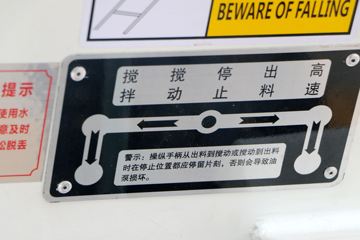 BEWARE OF FALLING
提示
使用水
意及时
松脱丢
搅 搅 停 出 高
拌 动 止 料 速
警示：操纵手柄从出料到搅动或搅动到出料
时在停止位置都应停留片刻，否则会导致油
泵损坏。